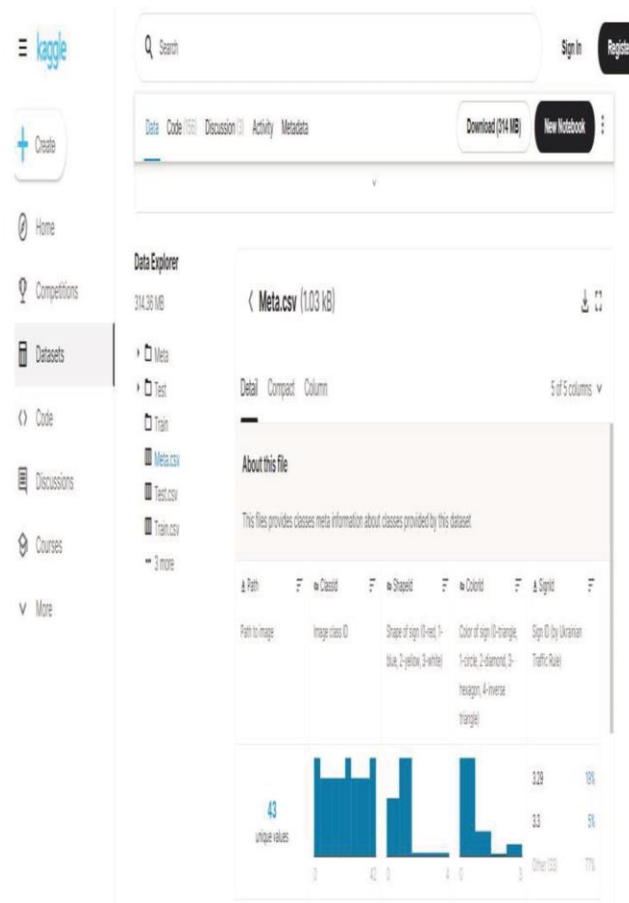 kaggle
Search
Sign In
Registe
Create
Data Code (156) Discussion (3) Activity Metadata
Download (314 MB)
New Notebook
Home
Competitions
Datasets
Code
Discussions
Courses
More
Data Explorer
314.36 MB
Meta
Test
Train
Meta.csv
Test.csv
Train.csv
3 more
Meta.csv (1.03 kB)
Detail Compact Column
5 of 5 columns
About this file
This files provides classes meta information about classes provided by this dataset
Path
ClassId
ShapeId
ColorId
SignId
Path to image
Image class ID
Shape of sign (0-red, 1-
blue, 2-yellow, 3-white)
Color of sign (0-triangle,
1-circle, 2-diamond, 3-
hexagon, 4-inverse
triangle)
Sign ID (by Ukrainian
Traffic Rule)
43
unique values
0 42
0 4
0 3
3.29 19%
3.3 5%
Other (33) 77%